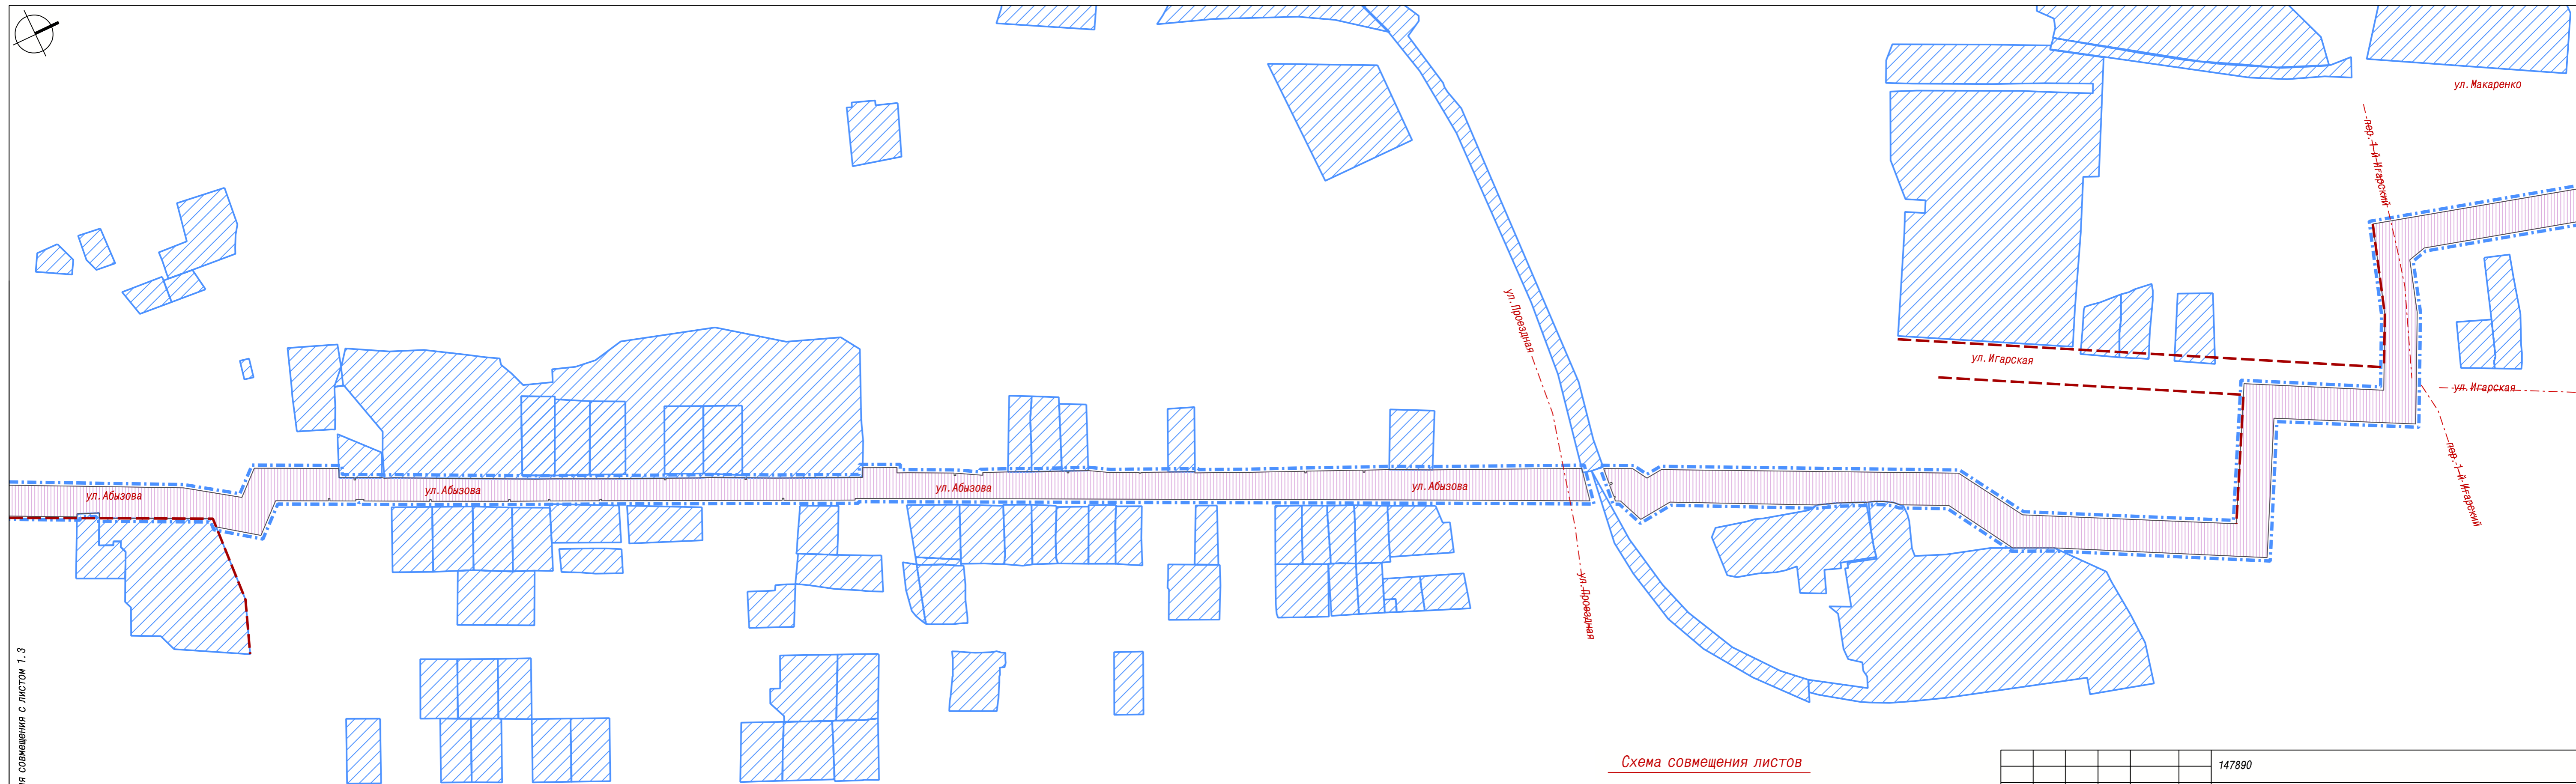 ул.Макаренко
пер.1-й Игарский
ул.Проездная
ул.Игарская
ул.Игарская
пер.1-й Игарский
ул.Абызова
ул.Абызова
ул.Абызова
ул.Абызова
ул.Проездная
совмещения с листом 1.3
Схема совмещения листов
147890